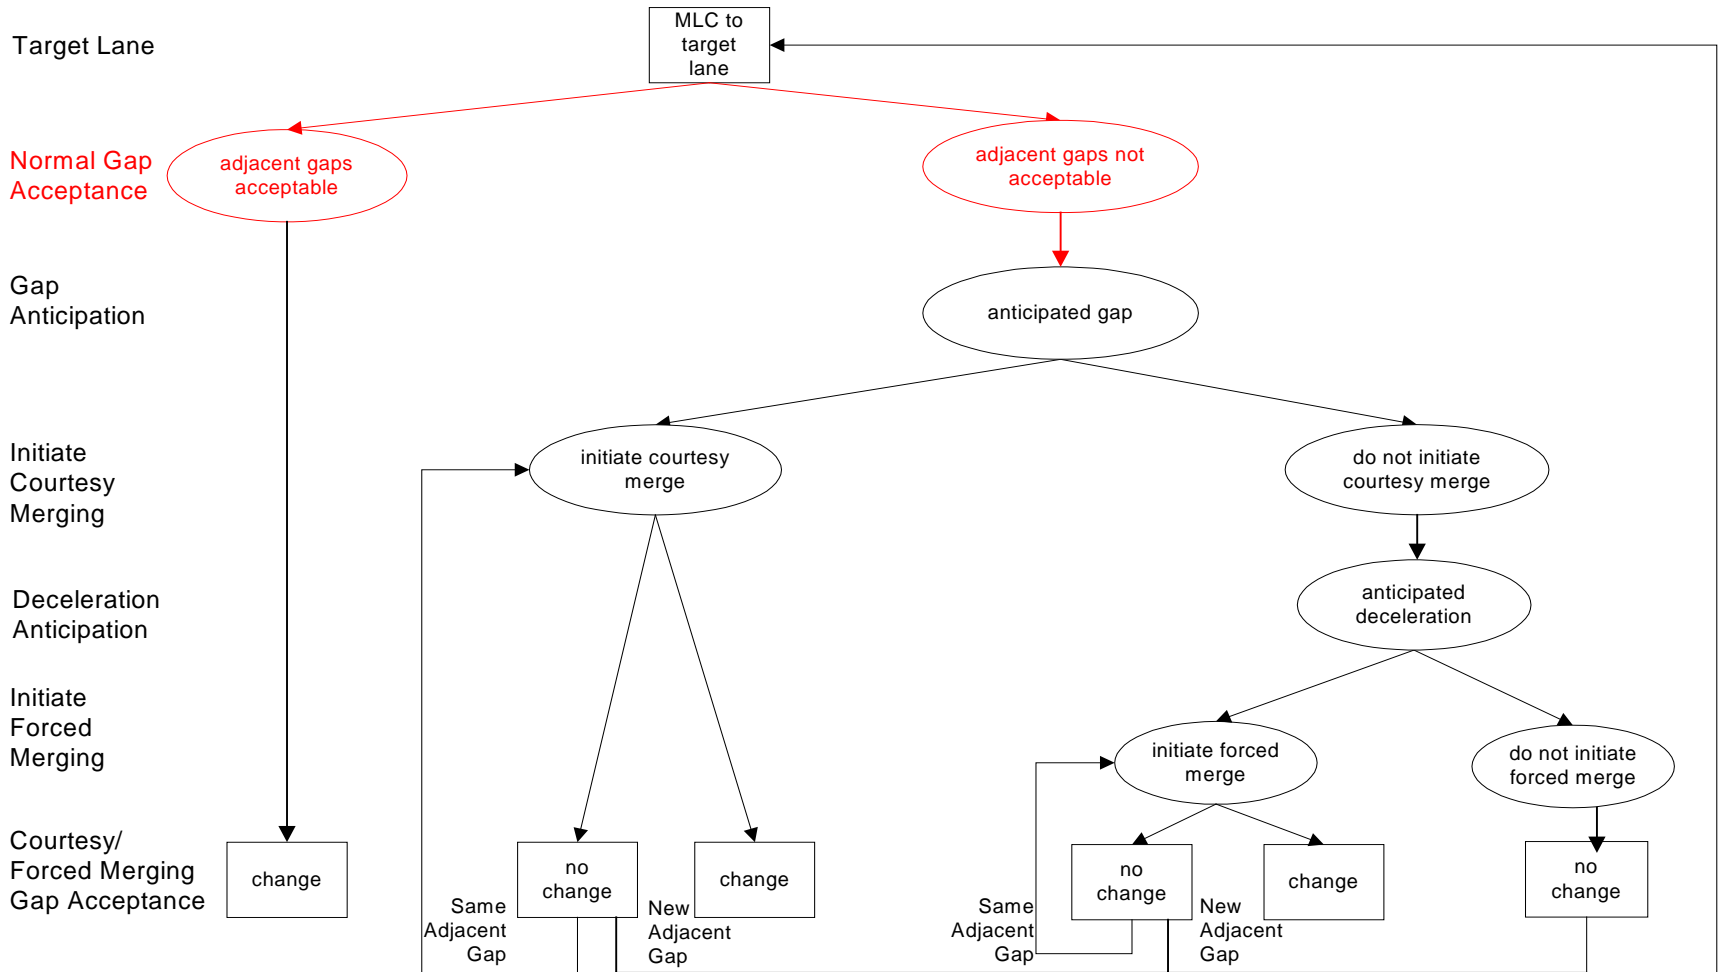 MLC to
target
lane
Target Lane
Normal Gap
Acceptance
adjacent gaps
acceptable
adjacent gaps not
acceptable
Gap
Anticipation
anticipated gap
Initiate
Courtesy
Merging
initiate courtesy
merge
do not initiate
courtesy merge
Deceleration
Anticipation
anticipated
deceleration
Initiate
Forced
Merging
initiate forced
merge
do not initiate
forced merge
Courtesy/
Forced Merging
Gap Acceptance
change
no
change
change
no
change
change
no
change
Same
Adjacent
Gap
New
Adjacent
Gap
Same
Adjacent
Gap
New
Adjacent
Gap